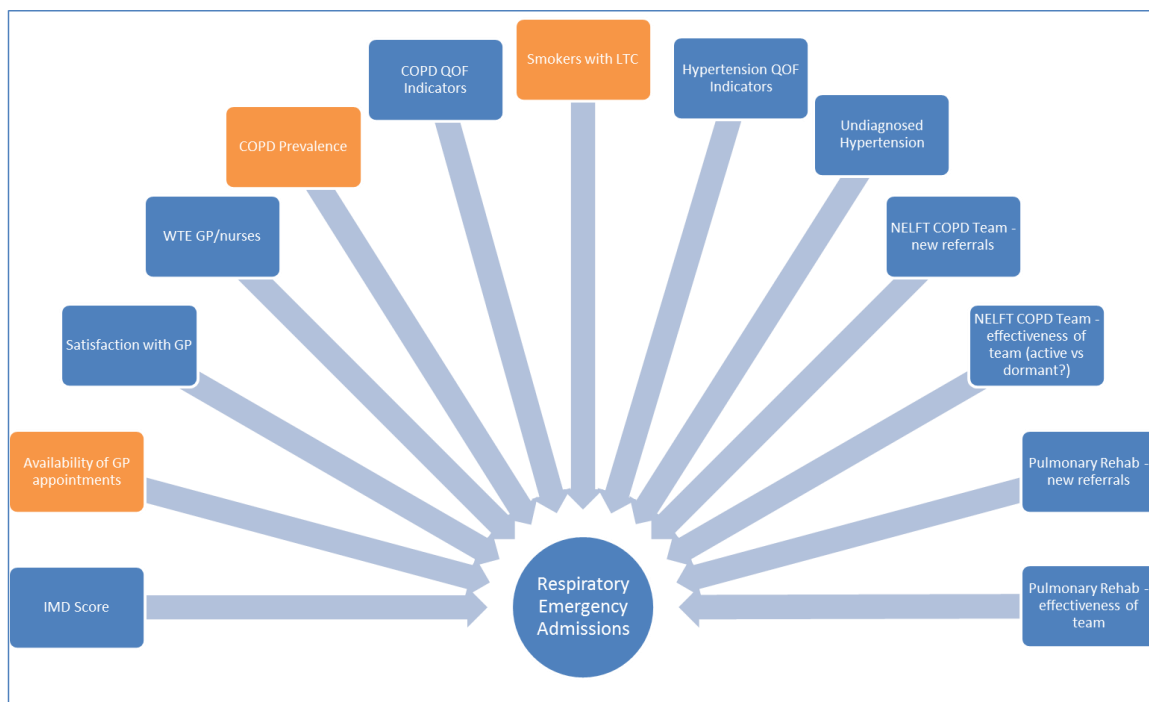 Smokers with LTC
COPD QOF
Indicators
Hypertension QOF
Indicators
COPD Prevalence
Undiagnosed
Hypertension
WTE GP/nurses
NELFT COPD Team -
new referrals
Satisfaction with GP
NELFT COPD Team -
effectiveness of
team (active vs
dormant?)
Availability of GP
appointments
Pulmonary Rehab -
new referrals
IMD Score
Respiratory
Emergency
Admissions
Pulmonary Rehab -
effectiveness of
team